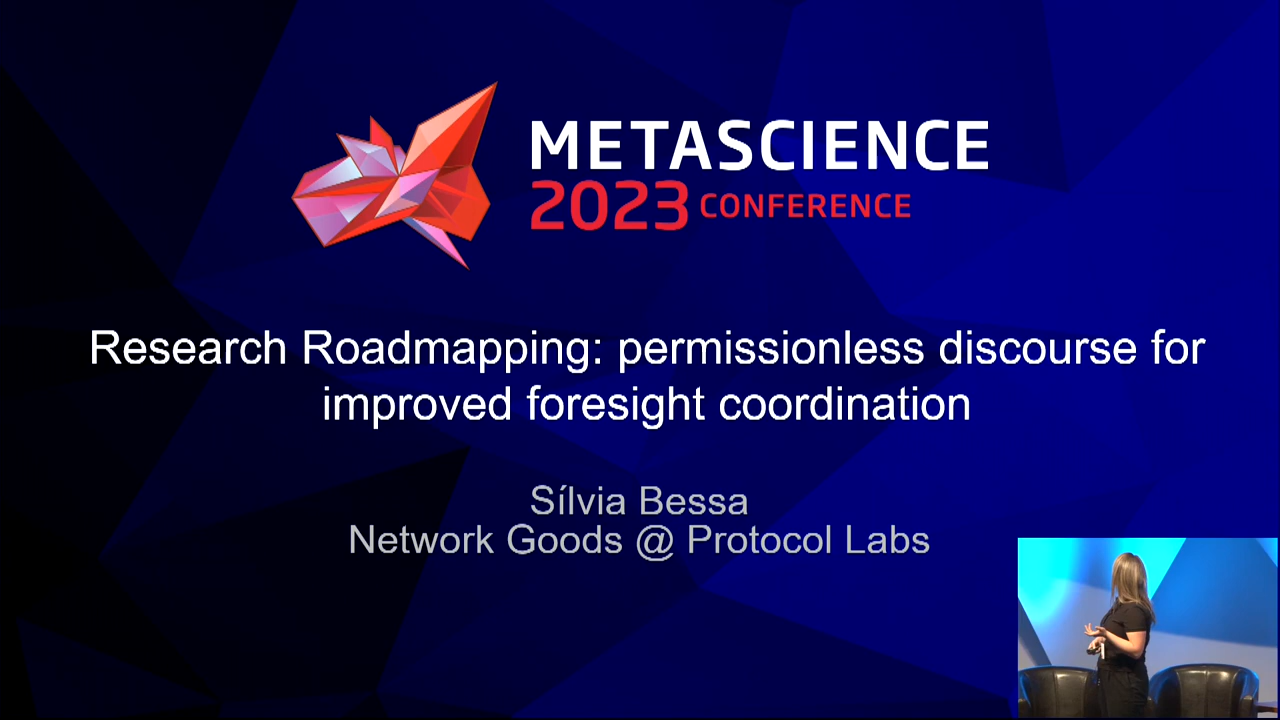 METASCIENCE
2023 CONFERENCE
Research Roadmapping: permissionless discourse for
improved foresight coordination
Sílvia Bessa
Network Goods @ Protocol Labs